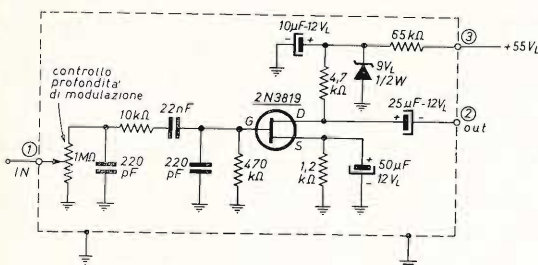 10µF-12VL
65kΩ
3
+55VL
controllo
profondita'
di modulazione
10kΩ
22nF
2N3819
4,7
kΩ
9VL
1/2W
25µF-12VL
2
out
G
D
S
1
IN
1MΩ
220
pF
220
pF
470
kΩ
1,2
kΩ
50µF
12VL
+
-